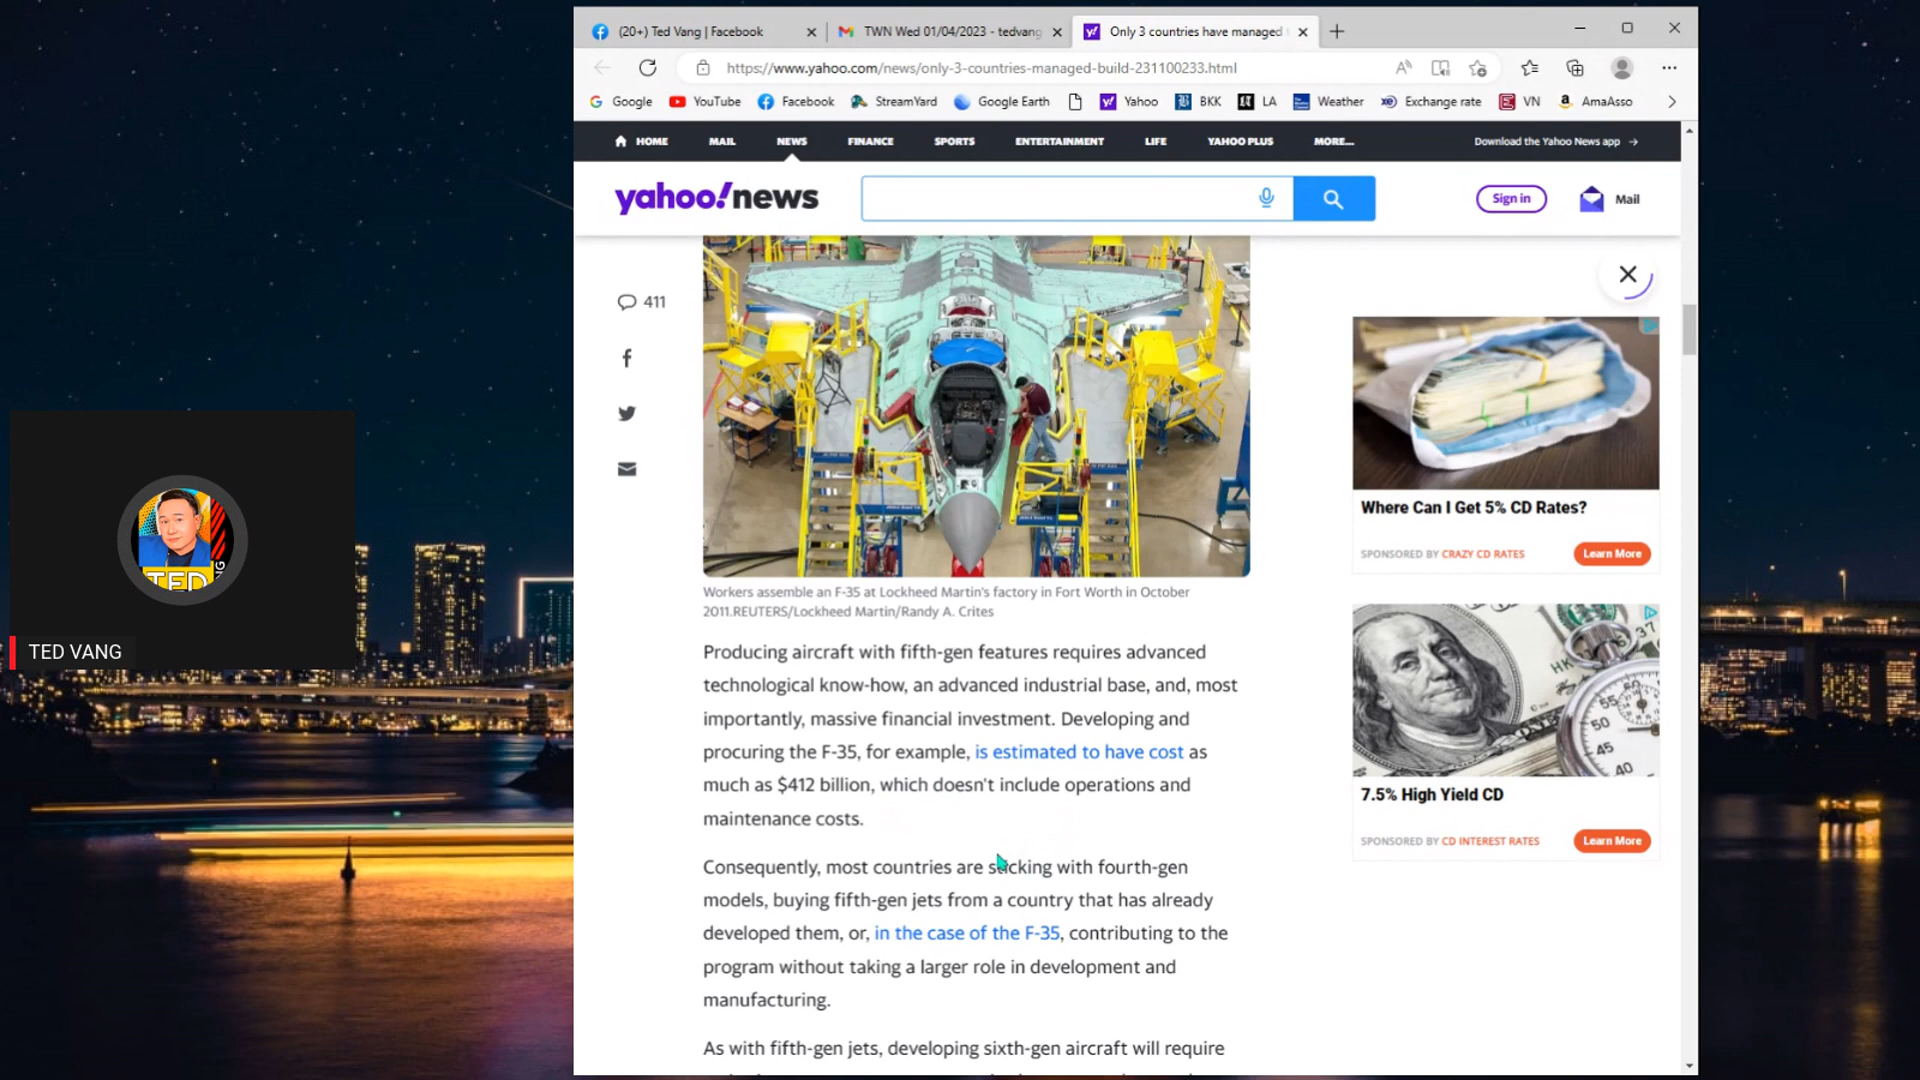 (20+) Ted Vang | Facebook
TWN Wed 01/04/2023 - tedvang
Only 3 countries have managed
https://www.yahoo.com/news/only-3-countries-managed-build-231100233.html
Google YouTube Facebook StreamYard Google Earth Yahoo BKK LA Weather Exchange rate VN AmaAsso
HOME MAIL NEWS FINANCE SPORTS ENTERTAINMENT LIFE YAHOO PLUS MORE... Download the Yahoo News app →
yahoo!news
Sign in
Mail
411
Workers assemble an F-35 at Lockheed Martin's factory in Fort Worth in October
2011.REUTERS/Lockheed Martin/Randy A. Crites
Producing aircraft with fifth-gen features requires advanced
technological know-how, an advanced industrial base, and, most
importantly, massive financial investment. Developing and
procuring the F-35, for example, is estimated to have cost as
much as $412 billion, which doesn't include operations and
maintenance costs.
Consequently, most countries are sticking with fourth-gen
models, buying fifth-gen jets from a country that has already
developed them, or, in the case of the F-35, contributing to the
program without taking a larger role in development and
manufacturing.
As with fifth-gen jets, developing sixth-gen aircraft will require
Where Can I Get 5% CD Rates?
SPONSORED BY CRAZY CD RATES
Learn More
HK
37
55
50
45
40
7.5% High Yield CD
SPONSORED BY CD INTEREST RATES
Learn More
TED
NG
TED VANG